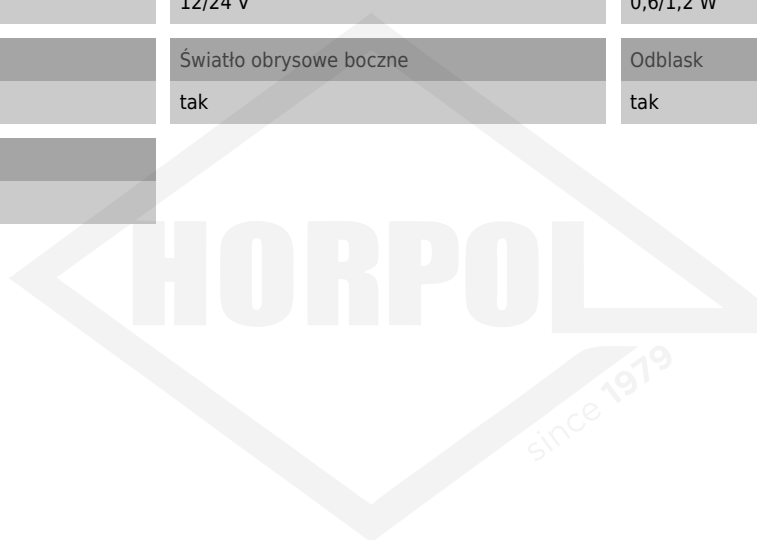 12/24 V
0,6/1,2 W
Światło obrysowe boczne
Odblask
tak
tak
HORPOL
since 1979